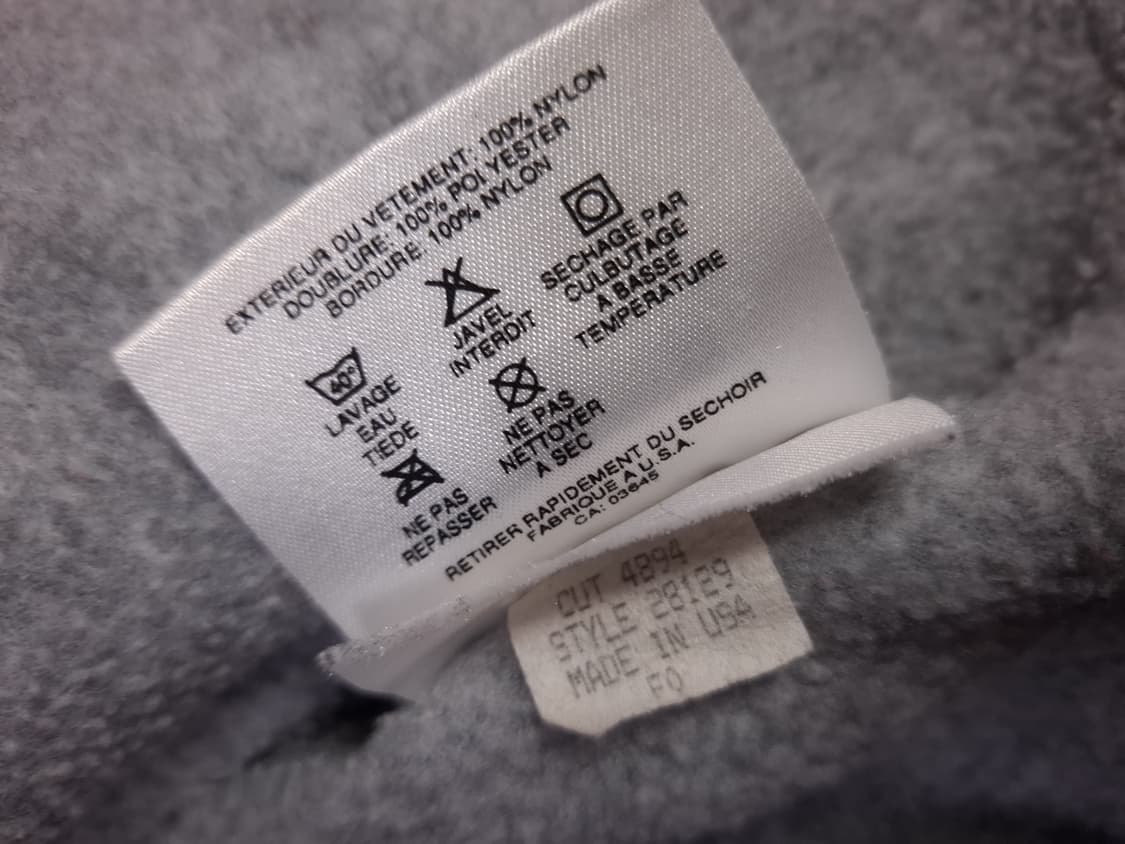 EXTERIEUR DU VETEMENT: 100% NYLON
DOUBLURE: 100% POLYESTER
BORDURE: 100% NYLON
40°
LAVAGE
EAU
TIEDE
JAVEL
INTERDIT
SECHAGE PAR
CULBUTAGE
A BASSE
TEMPERATURE
NE PAS
REPASSER
NE PAS
NETTOYER
A SEC
RETIRER RAPIDEMENT DU SECHOIR
FABRIQUE A U.S.A.
CA: 03645
CUT 4894
STYLE 28129
MADE IN USA
FO